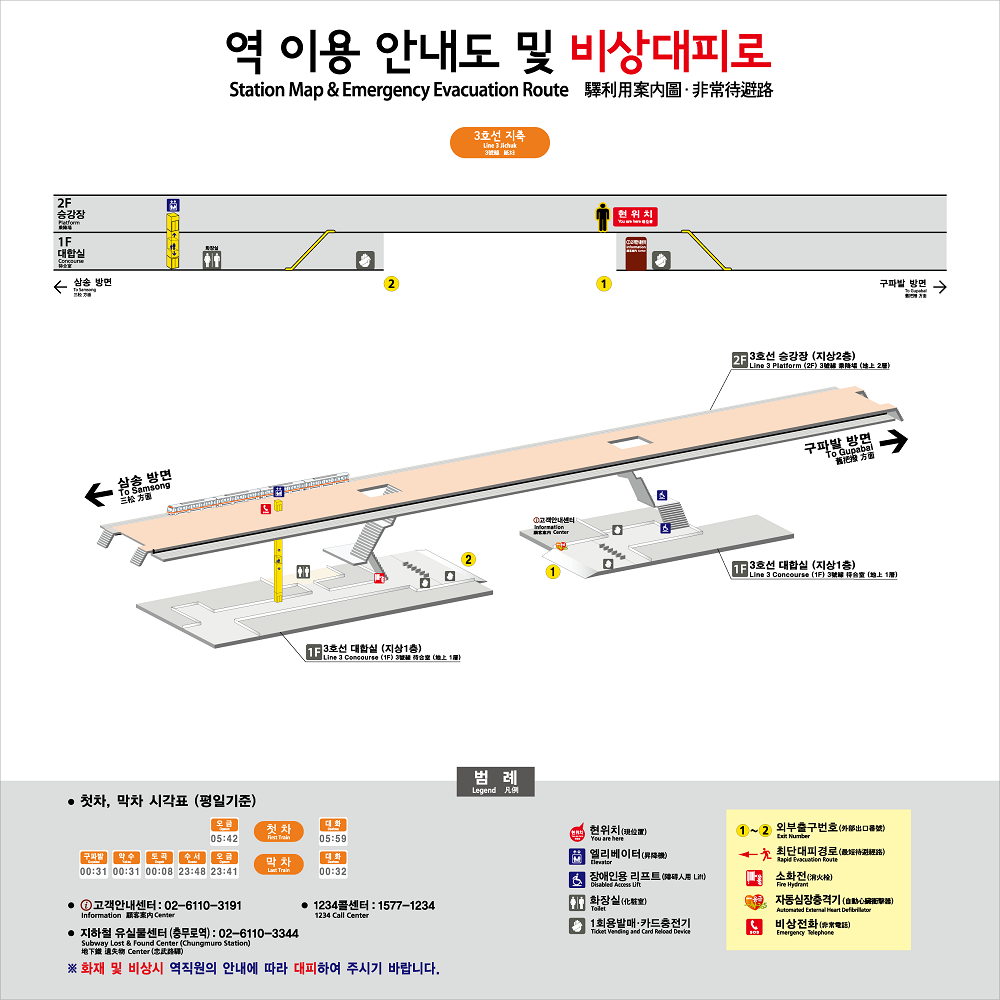 역 이용 안내도 및 비상대피로
Station Map & Emergency Evacuation Route 驛利用案內圖·非常待避路
3호선 지축
Line 3 Jichuk
2F
승강장
Platform
乘降場
현 위 치
You are here
1F
대합실
Concourse
待合室
화장실
삼송 방면
To Samsong
三松 方面
2
1
구파발 방면
To Gupabal
舊把撥 方面
2F 3호선 승강장 (지상2층)
Line 3 Platform (2F) 3號線 乘降場 (地上 2層)
구파발 방면
To Gupabal
舊把撥 方面
삼송 방면
To Samsong
三松 方面
고객안내센터
Information
顧客案內 Center
2
1
1F 3호선 대합실 (지상1층)
Line 3 Concourse (1F) 3號線 待合室 (地上 1層)
1F 3호선 대합실 (지상1층)
Line 3 Concourse (1F) 3號線 待合室 (地上 1層)
범 례
Legend 凡例
• 첫차, 막차 시각표 (평일기준)
오 금 첫 차 대 화
05:42 First Train 05:59
구파발 약 수 도 곡 수 서 오 금 막 차 대 화
00:31 00:31 00:08 23:48 23:41 Last Train 00:32
• 고객안내센터 : 02-6110-3191
Information 顧客案內 Center
• 1234콜센터 : 1577-1234
1234 Call Center
• 지하철 유실물센터 (충무로역) : 02-6110-3344
Subway Lost & Found Center (Chungmuro Station)
地下鐵 遺失物 Center (忠武路驛)
※ 화재 및 비상시 역직원의 안내에 따라 대피하여 주시기 바랍니다.
현위치 (現位置)
You are here
엘리베이터 (昇降機)
Elevator
장애인용 리프트 (障碍人用 Lift)
Disabled Access Lift
화장실 (化粧室)
Toilet
1회용발매·카드충전기
Ticket Vending and Card Reload Device
1 ~ 2 외부출구번호 (外部出口番號)
Exit Number
최단대피경로 (最短待避經路)
Rapid Evacuation Route
소화전 (消火栓)
Fire Hydrant
자동심장충격기 (自動心臟衝擊器)
Automated External Heart Defibrillator
비상전화 (非常電話)
Emergency Telephone